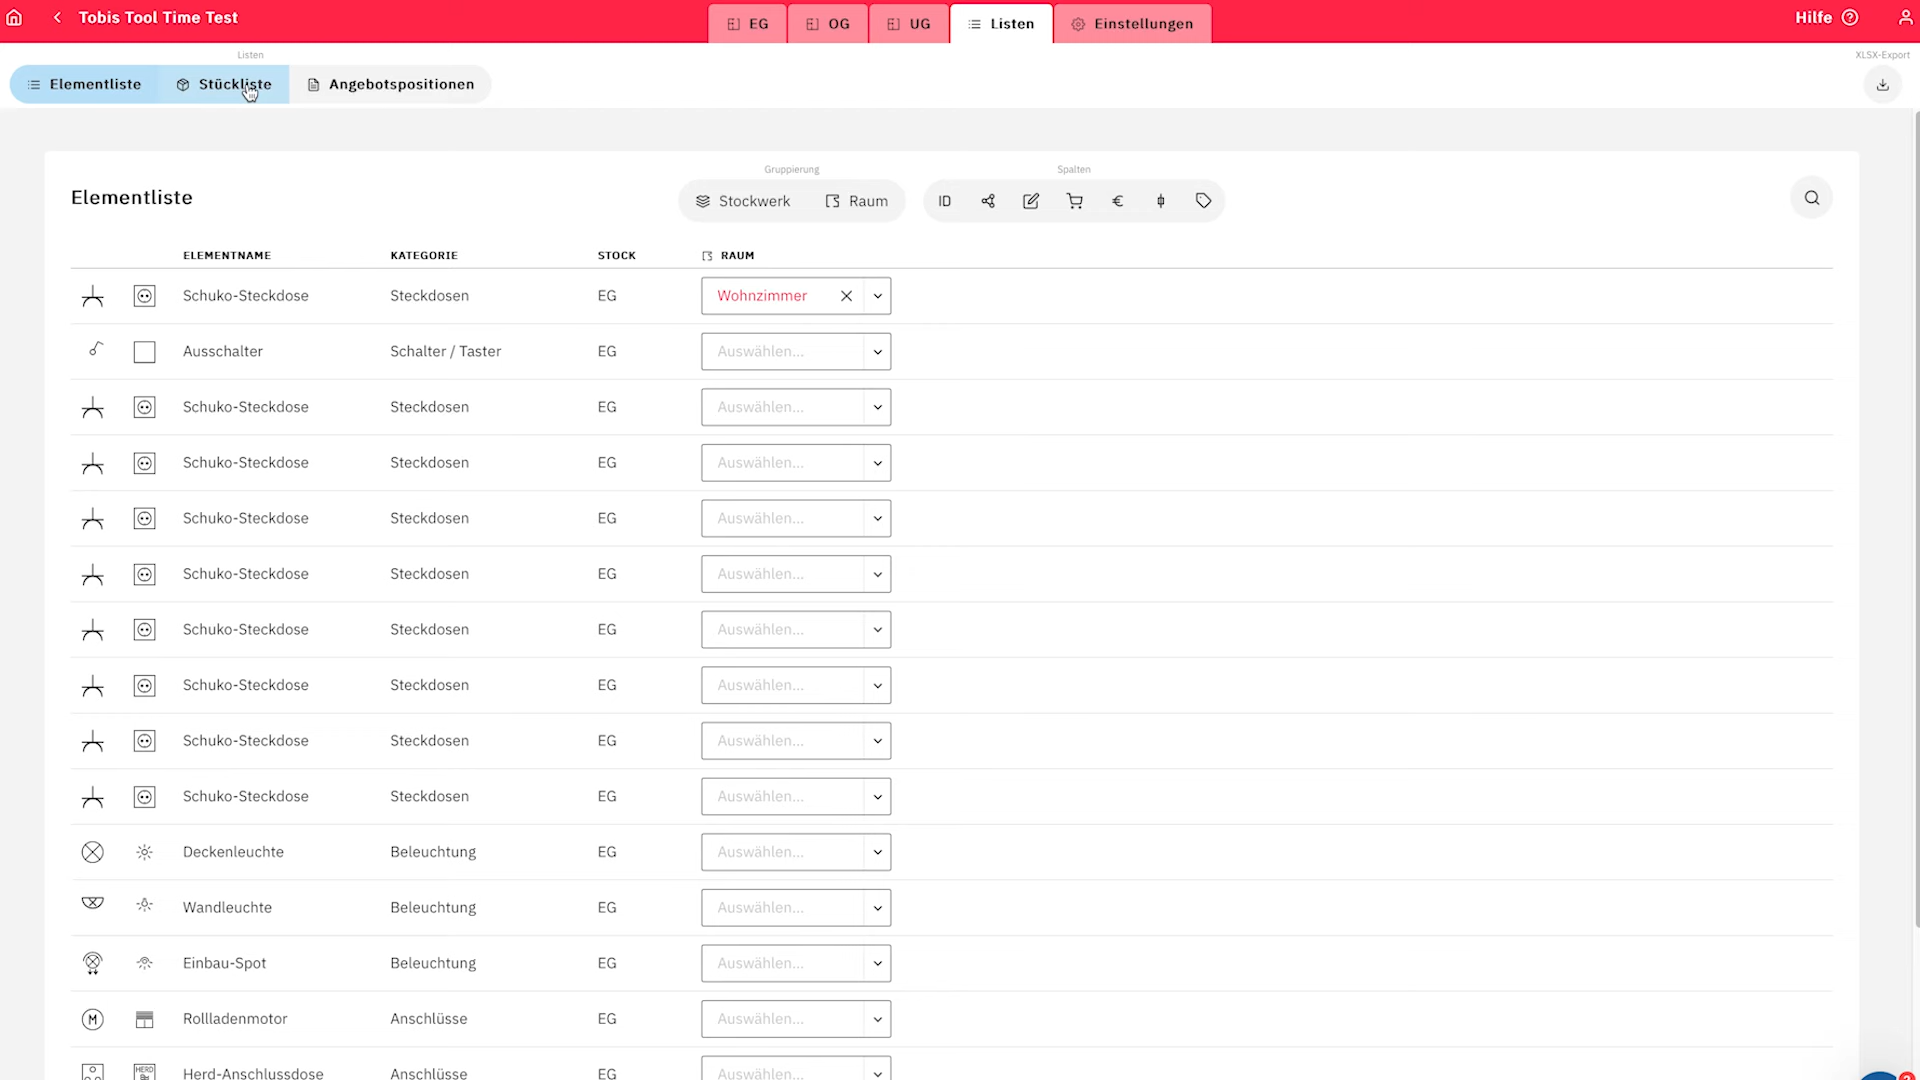 Tobis Tool Time Test
EG
OG
UG
Listen
Einstellungen
Hilfe
Listen
XLSX-Export
Elementliste
Stückliste
Angebotspositionen
Elementliste
Gruppierung
Spalten
Stockwerk
Raum
ID
€
ELEMENTNAME KATEGORIE STOCK RAUM
Schuko-Steckdose Steckdosen EG Wohnzimmer
Ausschalter Schalter / Taster EG Auswählen...
Schuko-Steckdose Steckdosen EG Auswählen...
Schuko-Steckdose Steckdosen EG Auswählen...
Schuko-Steckdose Steckdosen EG Auswählen...
Schuko-Steckdose Steckdosen EG Auswählen...
Schuko-Steckdose Steckdosen EG Auswählen...
Schuko-Steckdose Steckdosen EG Auswählen...
Schuko-Steckdose Steckdosen EG Auswählen...
Schuko-Steckdose Steckdosen EG Auswählen...
Deckenleuchte Beleuchtung EG Auswählen...
Wandleuchte Beleuchtung EG Auswählen...
Einbau-Spot Beleuchtung EG Auswählen...
M Rollladenmotor Anschlüsse EG Auswählen...
HERD Herd-Anschlussdose Anschlüsse EG Auswählen...